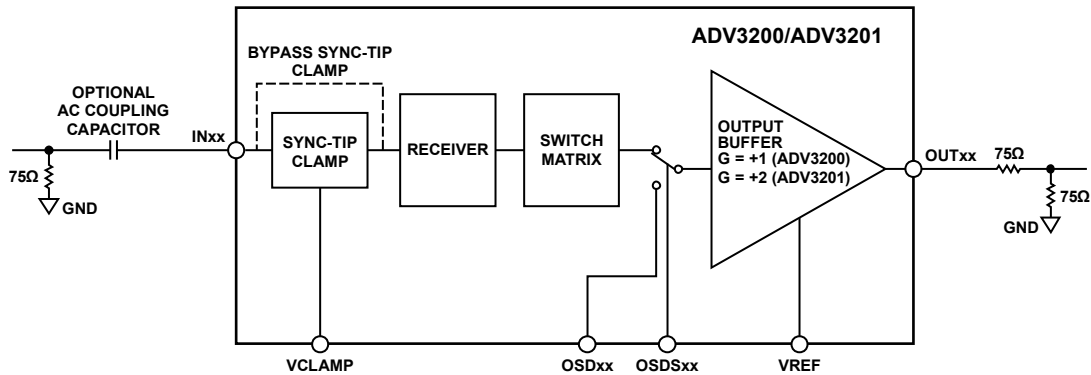 ADV3200/ADV3201
BYPASS SYNC-TIP
CLAMP
OPTIONAL
AC COUPLING
CAPACITOR
INxx
75Ω
GND
SYNC-TIP
CLAMP
RECEIVER
SWITCH
MATRIX
OUTPUT
BUFFER
G = +1 (ADV3200)
G = +2 (ADV3201)
OUTxx
75Ω
75Ω
GND
VCLAMP
OSDxx
OSDSxx
VREF